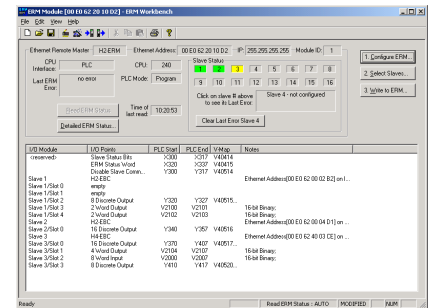 ERM Module [00 E0 62 20 10 D2] - ERM Workbench
File Edit View Help
Ethernet Remote Master H2-ERM Ethernet Address: 00 E0 62 20 10 D2 IP: 255.255.255.255 Module ID: 1
CPU Interface: PLC CPU: 240
Last ERM Error: no error PLC Mode: Program
Read ERM Status Time of last read: 10:20:53
Detailed ERM Status...
Slave Status
1 2 3 4 5 6 7 8
9 10 11 12 13 14 15 16
Click on slave # above to see its Last Error: Slave 4 - not configured
Clear Last Error Slave 4
1. Configure ERM...
2. Select Slaves...
3. Write to ERM...
I/O Module I/O Points PLC Start PLC End V-Map Notes
<reserved> Slave Status Bits X300 X317 V40414
ERM Status Word X320 X337 V40415
Disable Slave Comm... Y300 Y317 V40514
Slave 1 H2-EBC Ethernet Address[00 E0 62 00 02 B2] on I...
Slave 1/Slot 0 empty
Slave 1/Slot 1 empty
Slave 1/Slot 2 8 Discrete Output Y320 Y327 V40515...
Slave 1/Slot 3 2 Word Output V2100 V2101 16-bit Binary;
Slave 1/Slot 4 2 Word Output V2102 V2103 16-bit Binary;
Slave 2 H2-EBC Ethernet Address[00 E0 62 00 04 D1] on ...
Slave 2/Slot 0 16 Discrete Output Y340 Y357 V40516
Slave 3 H4-EBC Ethernet Address[00 E0 62 40 03 CE] on ...
Slave 3/Slot 0 16 Discrete Output Y370 Y407 V40517...
Slave 3/Slot 1 4 Word Output V2104 V2107 16-bit Binary;
Slave 3/Slot 2 8 Word Input V2000 V2007 16-bit Binary;
Slave 3/Slot 3 8 Discrete Output Y410 Y417 V40520...
Ready Read ERM Status : AUTO MODIFIED NUM